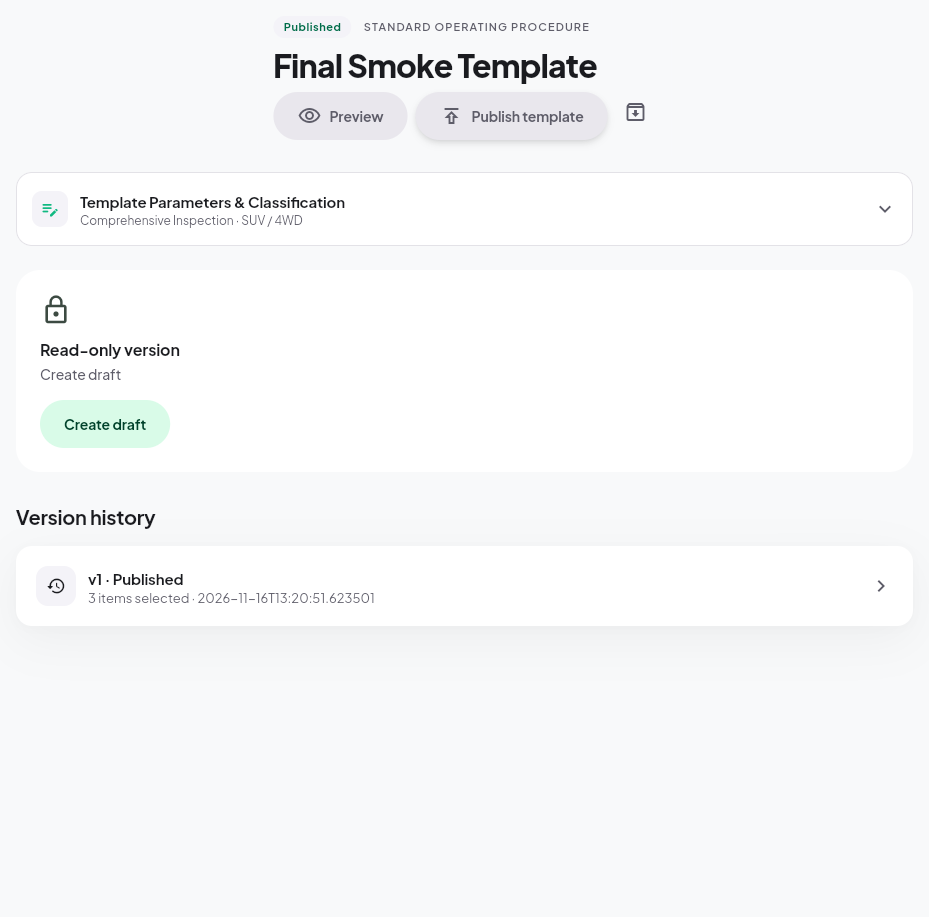 Published STANDARD OPERATING PROCEDURE
Final Smoke Template
Preview Publish template
Template Parameters & Classification
Comprehensive Inspection · SUV / 4WD
Read-only version
Create draft
Create draft
Version history
v1 · Published
3 items selected · 2026-11-16T13:20:51.623501